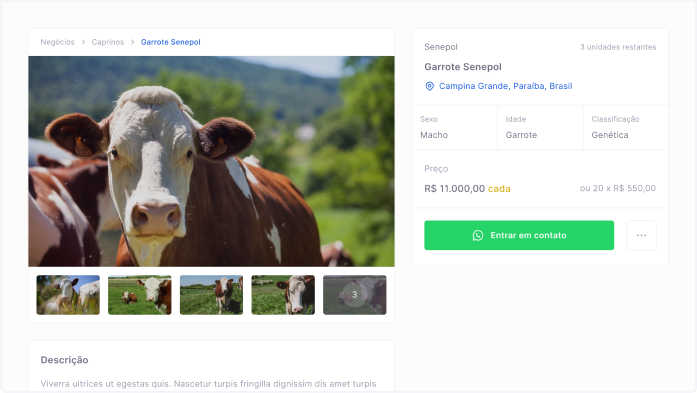 Negócios > Caprinos > Garrote Senepol
3
Descrição
Viverra ultrices ut egestas quis. Nascetur turpis fringilla dignissim dis amet turpis
Senepol 3 unidades restantes
Garrote Senepol
Campina Grande, Paraíba, Brasil
Sexo Idade Classificação
Macho Garrote Genética
Preço
R$ 11.000,00 cada ou 20 x R$ 550,00
Entrar em contato